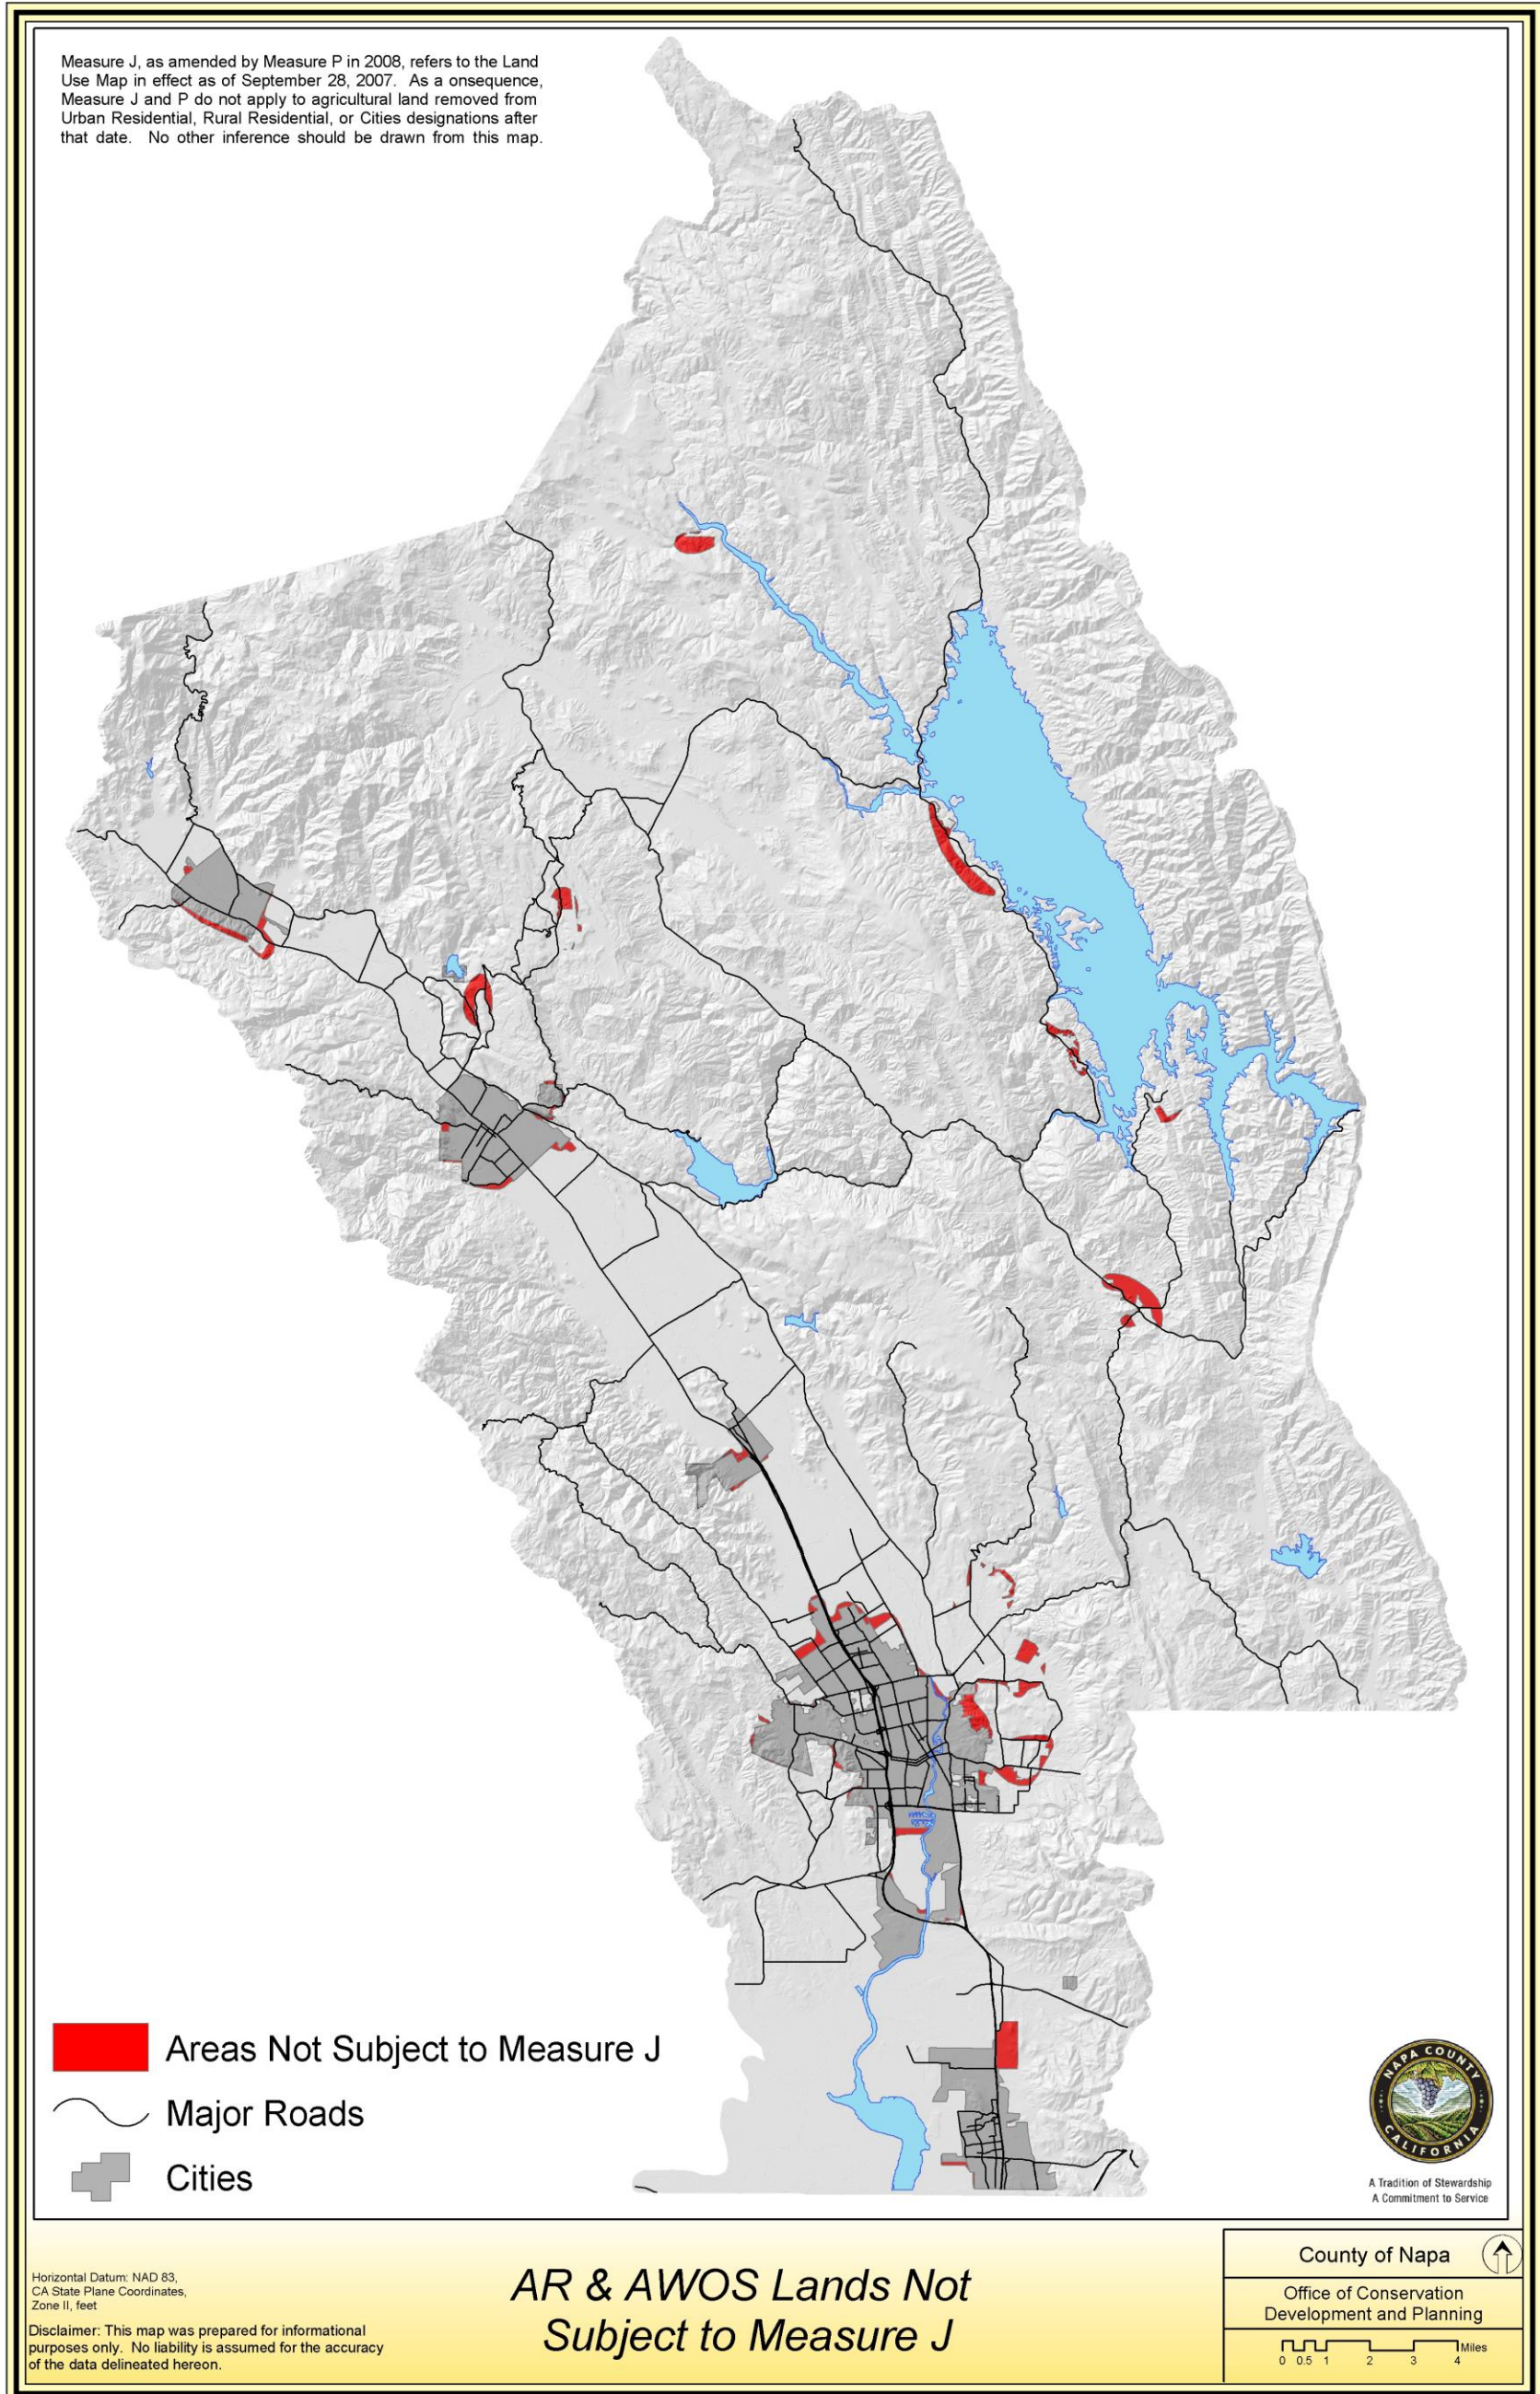 Measure J, as amended by Measure P in 2008, refers to the Land
Use Map in effect as of September 28, 2007.  As a onsequence,
Measure J and P do not apply to agricultural land removed from
Urban Residential, Rural Residential, or Cities designations after
that date.  No other inference should be drawn from this map.
Areas Not Subject to Measure J
Major Roads
Cities
NAPA COUNTY
CALIFORNIA
A Tradition of Stewardship
A Commitment to Service
Horizontal Datum: NAD 83,
CA State Plane Coordinates,
Zone II, feet
Disclaimer: This map was prepared for informational
purposes only.  No liability is assumed for the accuracy
of the data delineated hereon.
AR & AWOS Lands Not
Subject to Measure J
County of Napa
Office of Conservation
Development and Planning
Miles
0 0.5 1 2 3 4